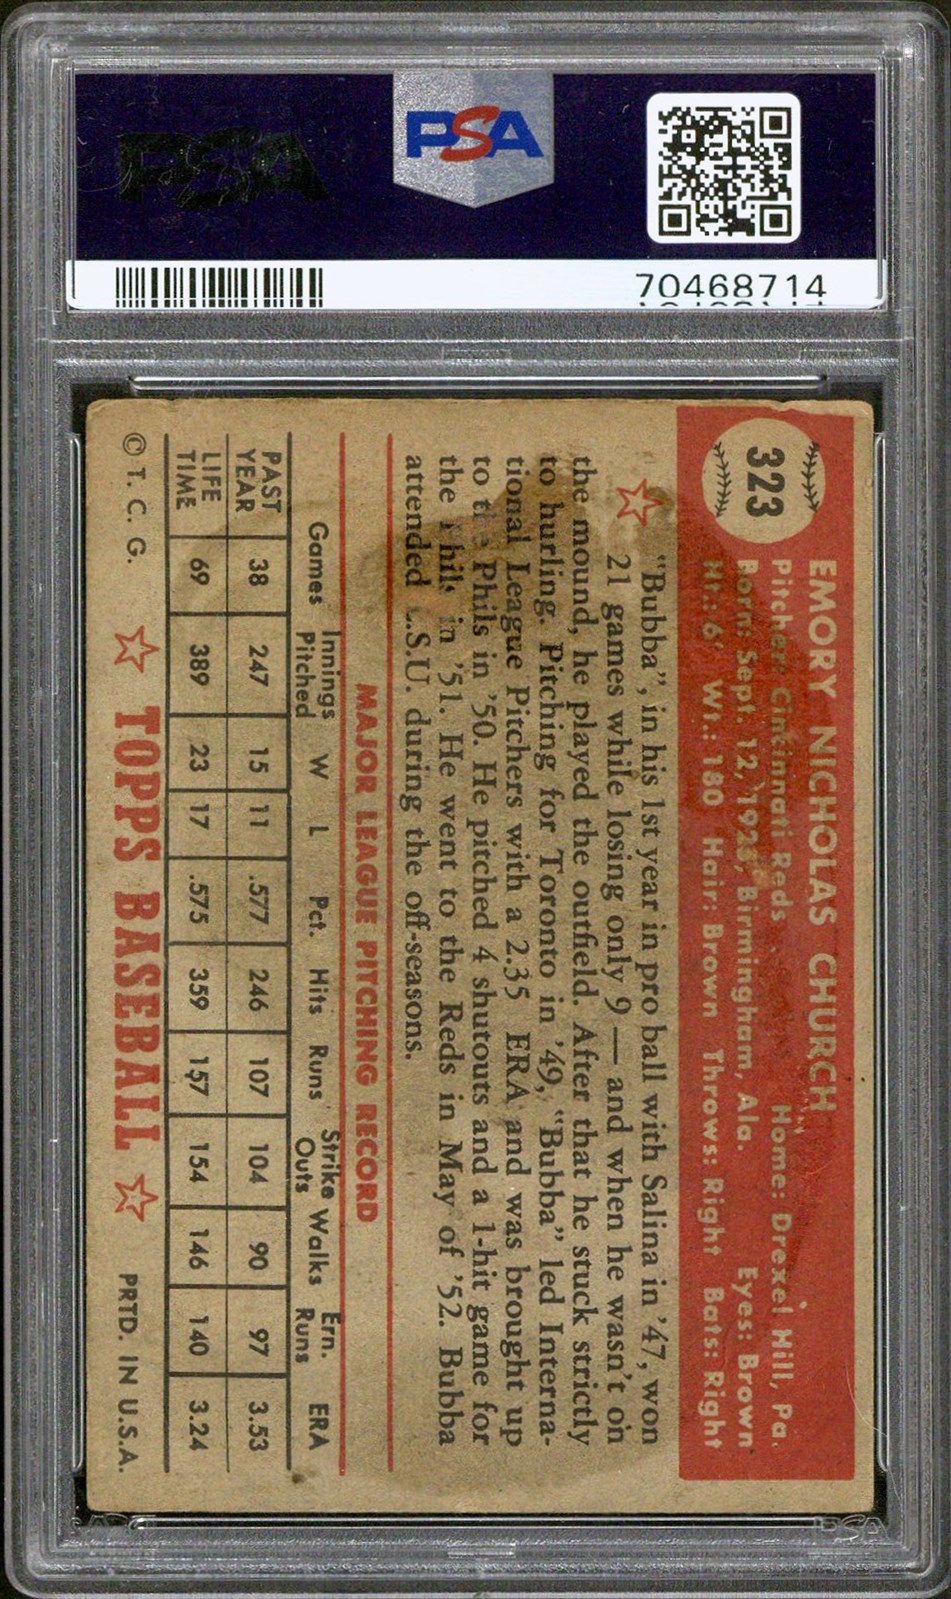 PSA
PSA
70468714
323
EMORY NICHOLAS CHURCH
Pitcher: Cincinnati Reds Home: Drexel Hill, Pa.
Born: Sept. 12, Birmingham, Ala. Eyes: Brown
Ht.: 6' Wt.: 180 Hair: Brown Throws: Right Bats: Right
"Bubba", in his 1st year in pro ball with Salina in '47, won
21 games while losing only 9 — and when he wasn't on
the mound, he played the outfield. After that he stuck strictly
to hurling. Pitching for Toronto in '49, "Bubba" led Interna-
tional League Pitchers with a 2.35 ERA and was brought up
to the Phils in '50. He pitched 4 shutouts and a 1-hit game for
the Phils in '51. He went to the Reds in May of '52. Bubba
attended L.S.U. during the off-seasons.
MAJOR LEAGUE PITCHING RECORD
Games Innings Pitched W L Pct. Hits Runs Strike Outs Walks Ern. Runs ERA
PAST YEAR 38 247 15 11 .577 246 107 104 90 97 3.53
LIFE TIME 69 389 23 17 .575 359 157 154 146 140 3.24
© T. C. G. TOPPS BASEBALL PRTD. IN U.S.A.
PSA